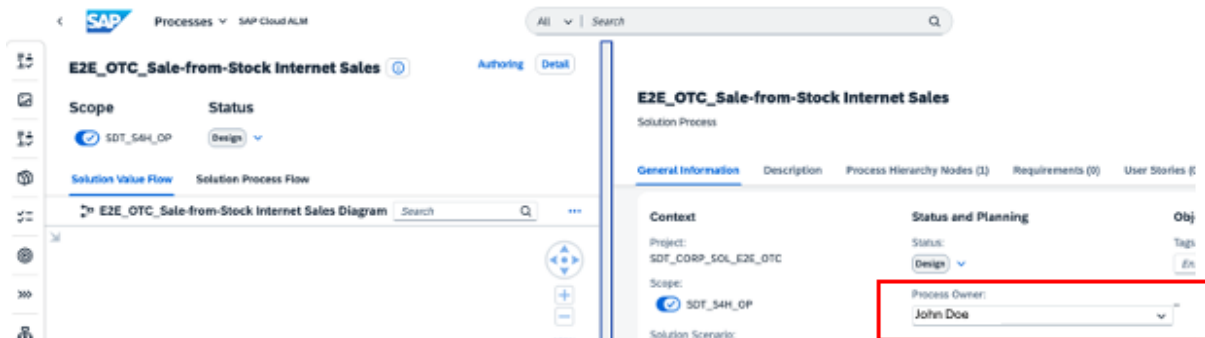 SAP Processes SAP Cloud ALM
All Search
E2E_OTC_Sale-from-Stock Internet Sales
Authoring Detail
Scope Status
SDT_S4H_OP Design
Solution Value Flow Solution Process Flow
E2E_OTC_Sale-from-Stock Internet Sales Diagram Search
E2E_OTC_Sale-from-Stock Internet Sales
Solution Process
General Information Description Process Hierarchy Nodes (1) Requirements (0) User Stories (
Context
Project:
SDT_CORP_SOL_E2E_OTC
Scope:
SDT_S4H_OP
Solution Scenario:
Status and Planning
Status:
Design
Process Owner:
John Doe
Obj
Tags
En